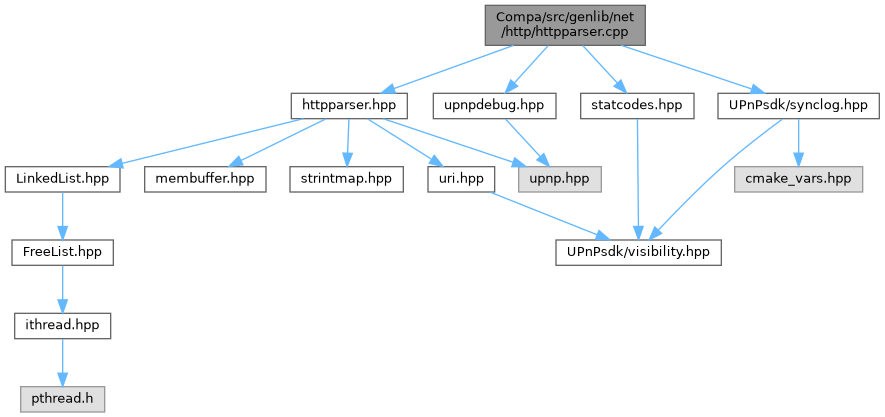 Compa/src/genlib/net
/http/httpparser.cpp
httpparser.hpp
upnpdebug.hpp
statcodes.hpp
UPnPsdk/synclog.hpp
LinkedList.hpp
membuffer.hpp
strintmap.hpp
uri.hpp
upnp.hpp
cmake_vars.hpp
FreeList.hpp
UPnPsdk/visibility.hpp
ithread.hpp
pthread.h